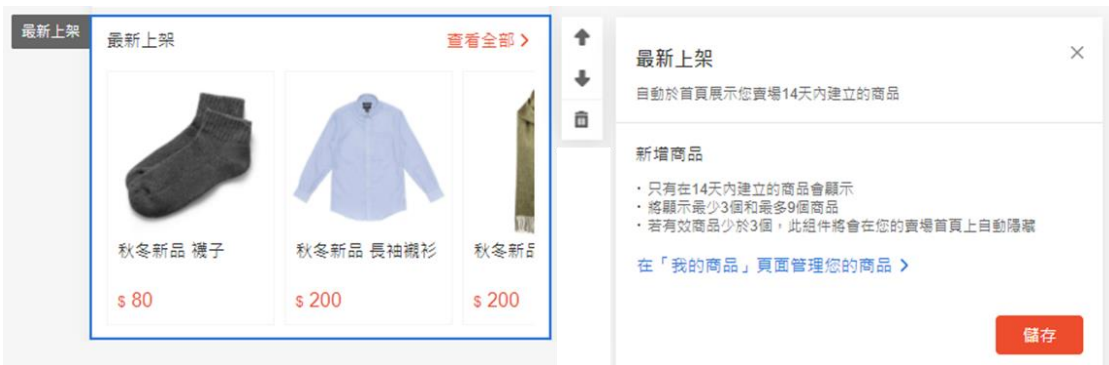 最新上架
最新上架
查看全部 >
秋冬新品 襪子
$ 80
秋冬新品 長袖襯衫
$ 200
秋冬新品
$ 200
最新上架
自動於首頁展示您賣場14天內建立的商品
新增商品
・只有在14天內建立的商品會顯示
・將顯示最少3個和最多9個商品
・若有效商品少於3個，此組件將會在您的賣場首頁上自動隱藏
在「我的商品」頁面管理您的商品 >
儲存